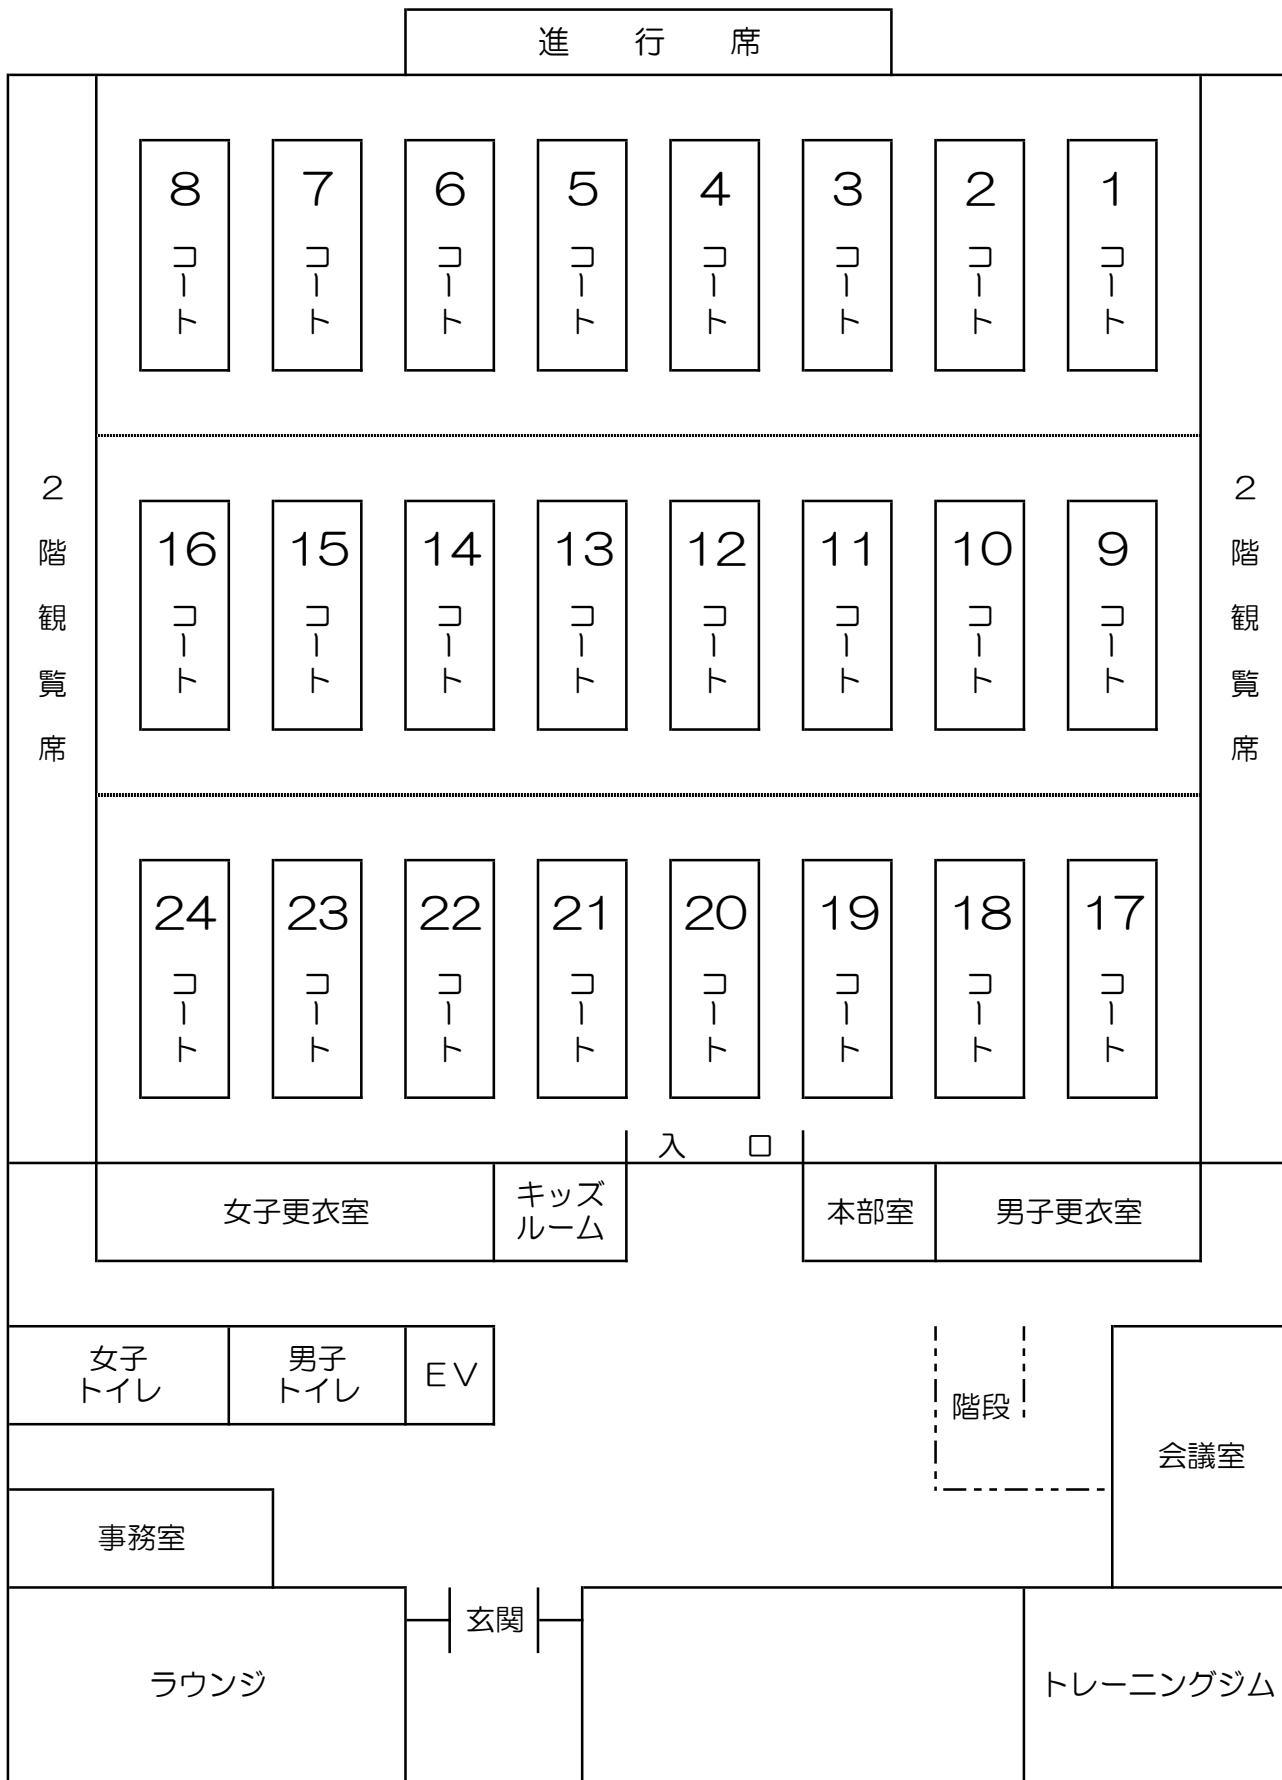 進 行 席
8 コート
7 コート
6 コート
5 コート
4 コート
3 コート
2 コート
1 コート
2階観覧席
16 コート
15 コート
14 コート
13 コート
12 コート
11 コート
10 コート
9 コート
2階観覧席
24 コート
23 コート
22 コート
21 コート
20 コート
19 コート
18 コート
17 コート
入 口
女子更衣室
キッズ
ルーム
本部室
男子更衣室
女子
トイレ
男子
トイレ
EV
階段
会議室
事務室
玄関
ラウンジ
トレーニングジム